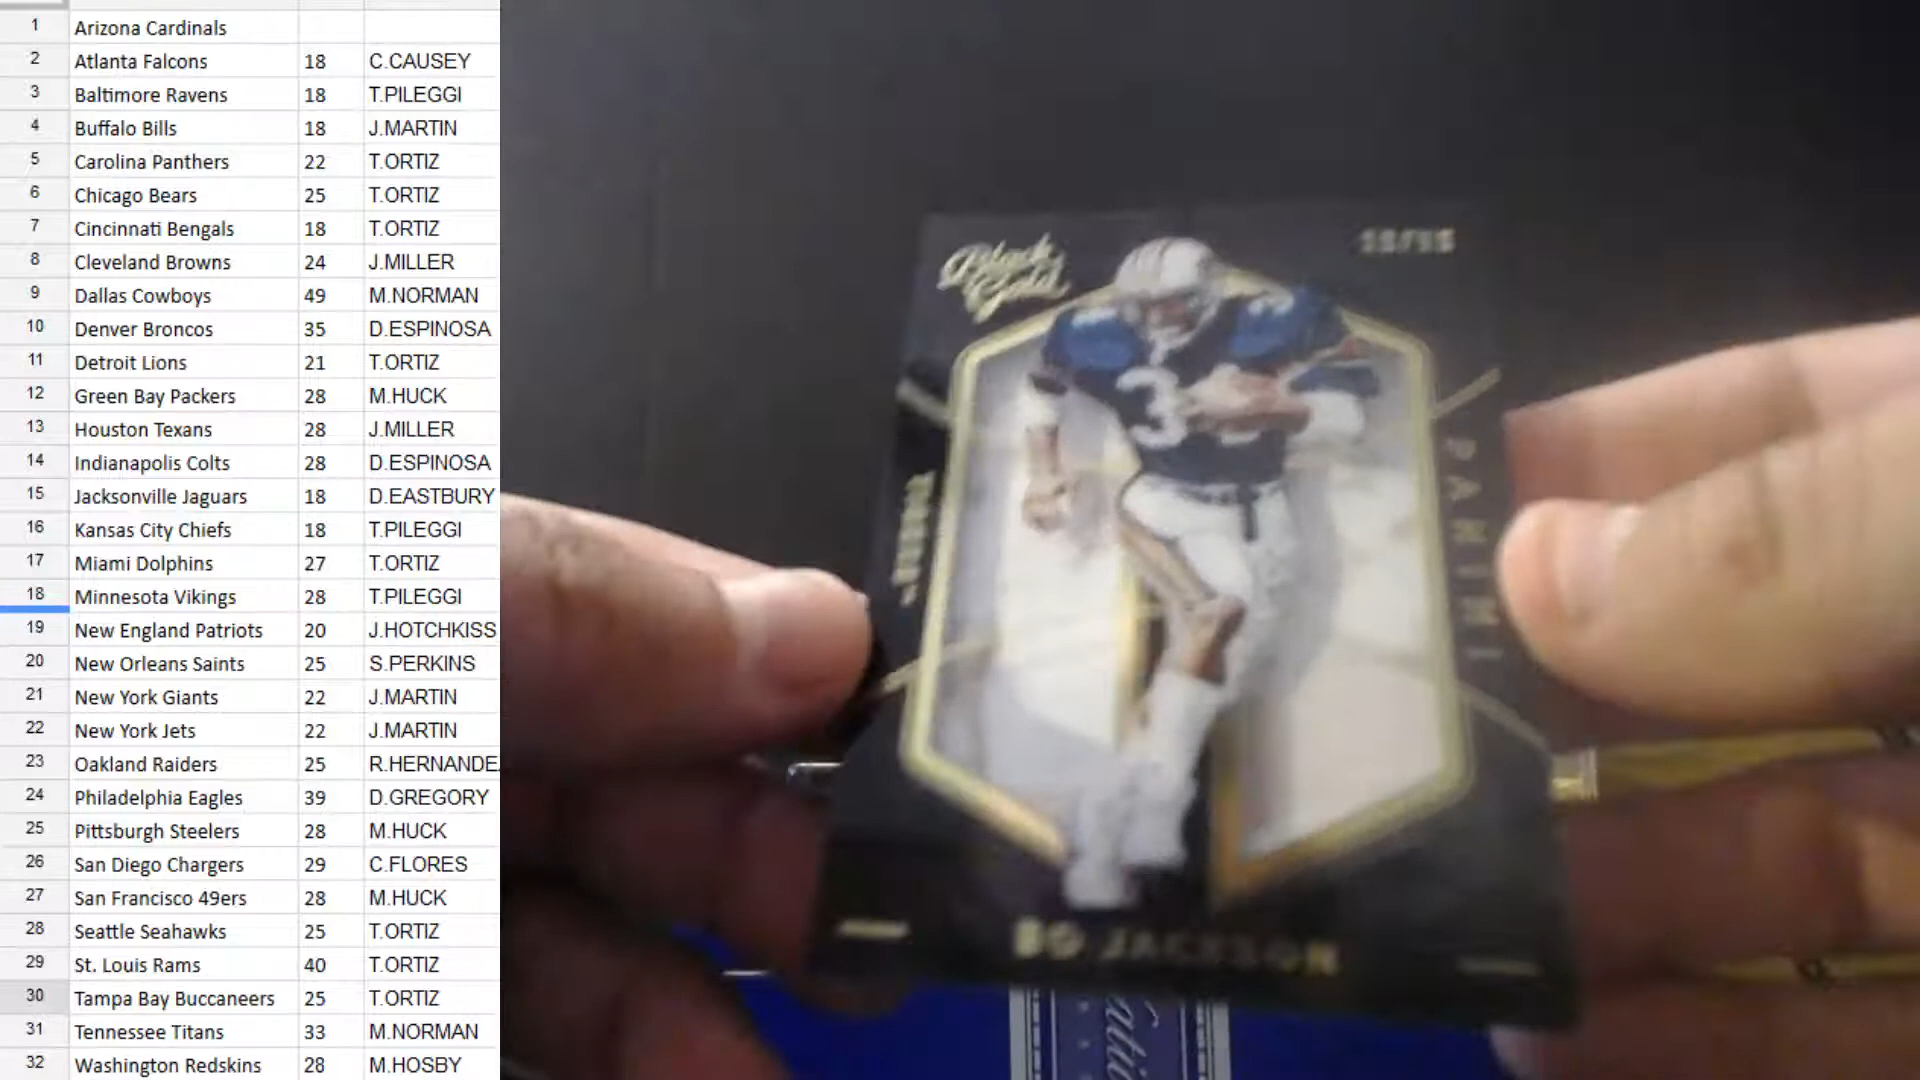 1 Arizona Cardinals
2 Atlanta Falcons 18 C.CAUSEY
3 Baltimore Ravens 18 T.PILEGGI
4 Buffalo Bills 18 J.MARTIN
5 Carolina Panthers 22 T.ORTIZ
6 Chicago Bears 25 T.ORTIZ
7 Cincinnati Bengals 18 T.ORTIZ
8 Cleveland Browns 24 J.MILLER
9 Dallas Cowboys 49 M.NORMAN
10 Denver Broncos 35 D.ESPINOSA
11 Detroit Lions 21 T.ORTIZ
12 Green Bay Packers 28 M.HUCK
13 Houston Texans 28 J.MILLER
14 Indianapolis Colts 28 D.ESPINOSA
15 Jacksonville Jaguars 18 D.EASTBURY
16 Kansas City Chiefs 18 T.PILEGGI
17 Miami Dolphins 27 T.ORTIZ
18 Minnesota Vikings 28 T.PILEGGI
19 New England Patriots 20 J.HOTCHKISS
20 New Orleans Saints 25 S.PERKINS
21 New York Giants 22 J.MARTIN
22 New York Jets 22 J.MARTIN
23 Oakland Raiders 25 R.HERNANDE
24 Philadelphia Eagles 39 D.GREGORY
25 Pittsburgh Steelers 28 M.HUCK
26 San Diego Chargers 29 C.FLORES
27 San Francisco 49ers 28 M.HUCK
28 Seattle Seahawks 25 T.ORTIZ
29 St. Louis Rams 40 T.ORTIZ
30 Tampa Bay Buccaneers 25 T.ORTIZ
31 Tennessee Titans 33 M.NORMAN
32 Washington Redskins 28 M.HOSBY
Black
Gold
3
PANINI
BO JACKSON